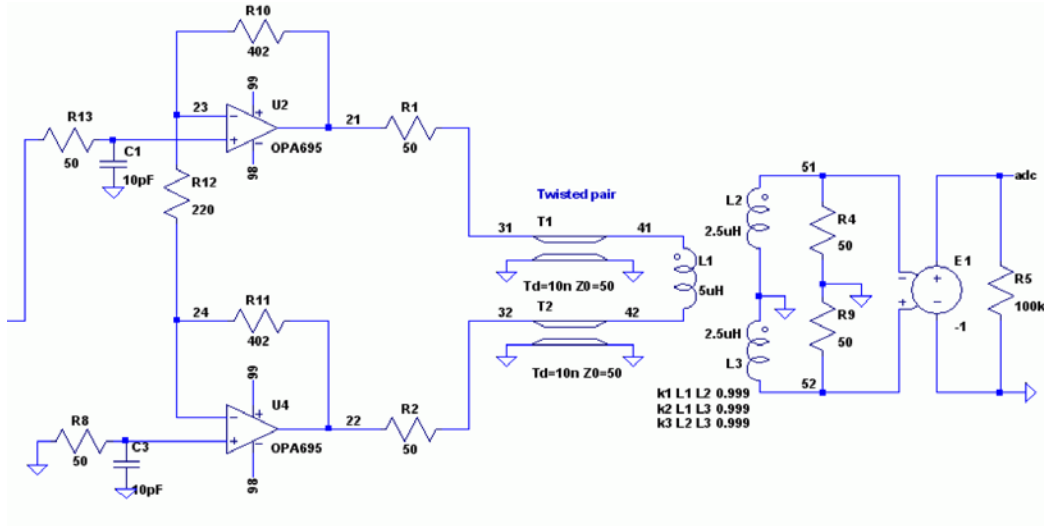 R10
402
99
23
U2
21
R1
R13
C1
50
10pF
OPA695
98
50
R12
220
Twisted pair
51
adc
L2
T1
31
41
2.5uH
R4
50
L1
5uH
E1
R5
100k
Td=10n Z0=50
T2
24
R11
402
32
42
2.5uH
L3
R9
50
-1
Td=10n Z0=50
99
52
k1 L1 L2 0.999
k2 L1 L3 0.999
k3 L2 L3 0.999
U4
22
R2
R8
C3
50
10pF
OPA695
98
50